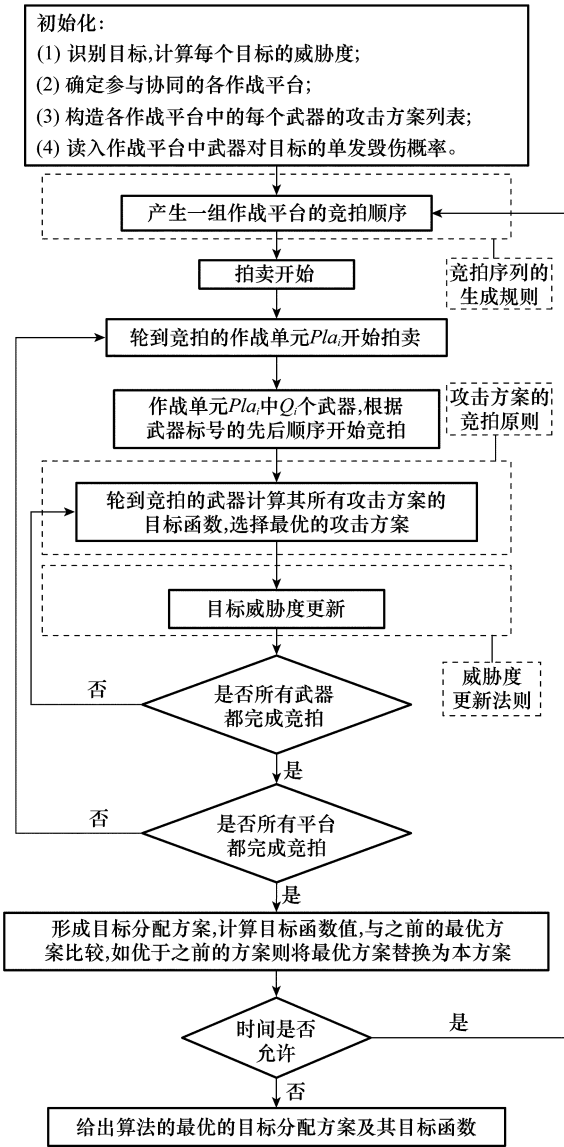 初始化：
(1) 识别目标,计算每个目标的威胁度;
(2) 确定参与协同的各作战平台;
(3) 构造各作战平台中的每个武器的攻击方案列表;
(4) 读入作战平台中武器对目标的单发毁伤概率。
产生一组作战平台的竞拍顺序
竞拍序列的
生成规则
拍卖开始
轮到竞拍的作战单元Plai开始拍卖
作战单元Plai中Qi个武器,根据
武器标号的先后顺序开始竞拍
攻击方案的
竞拍原则
轮到竞拍的武器计算其所有攻击方案的
目标函数,选择最优的攻击方案
目标威胁度更新
威胁度
更新法则
是否所有武器
都完成竞拍
否
是
是否所有平台
都完成竞拍
否
是
形成目标分配方案,计算目标函数值,与之前的最优方
案比较,如优于之前的方案则将最优方案替换为本方案
时间是否
允许
是
否
给出算法的最优的目标分配方案及其目标函数